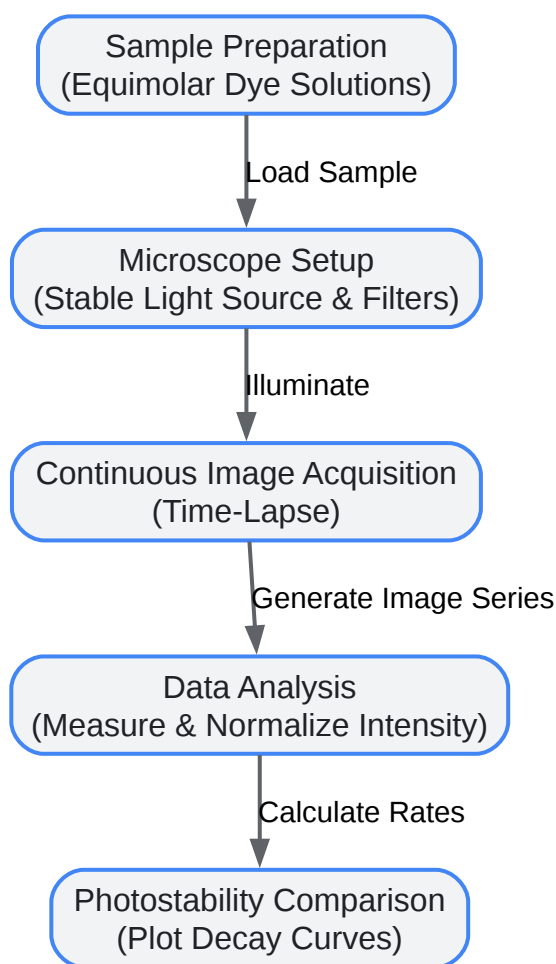 Sample Preparation
(Equimolar Dye Solutions)
Load Sample
Microscope Setup
(Stable Light Source & Filters)
Illuminate
Continuous Image Acquisition
(Time-Lapse)
Generate Image Series
Data Analysis
(Measure & Normalize Intensity)
Calculate Rates
Photostability Comparison
(Plot Decay Curves)